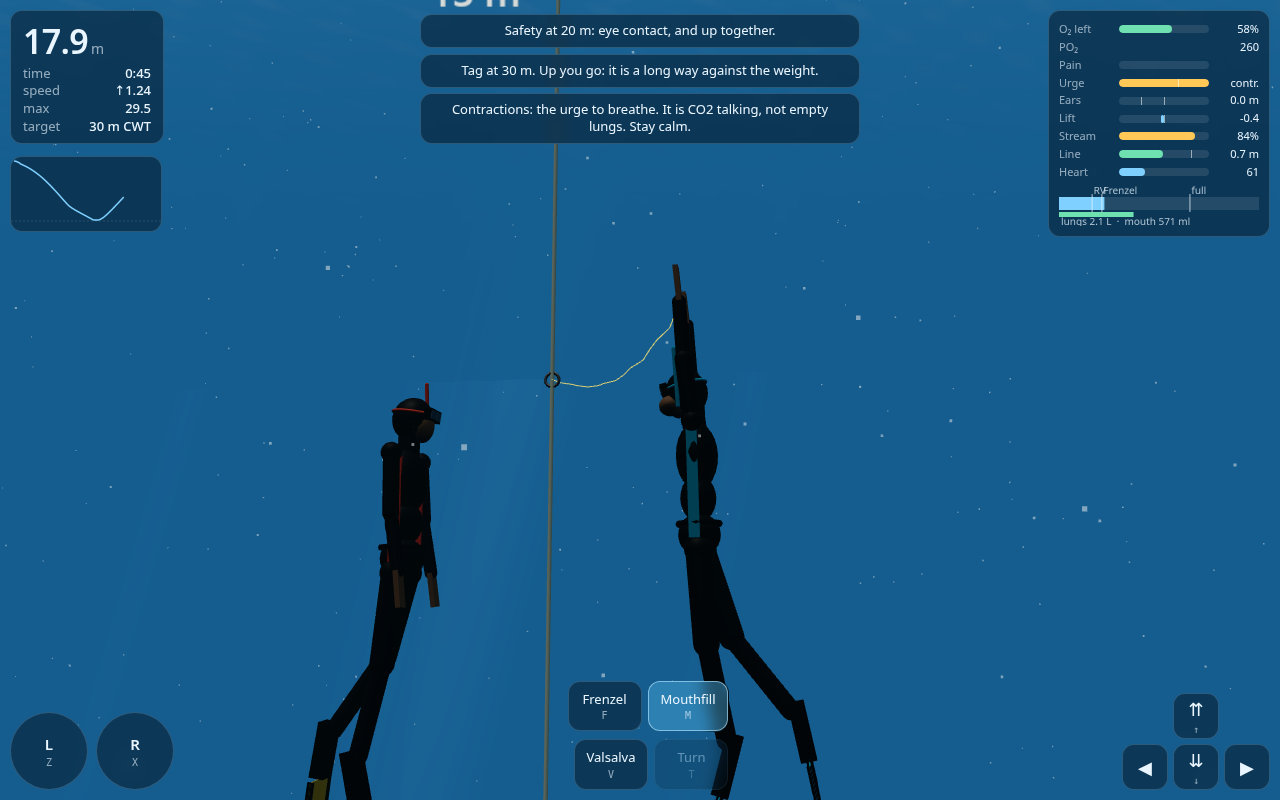 17.9 m
time 0:45
speed ↑1.24
max 29.5
target 30 m CWT
Safety at 20 m: eye contact, and up together.
Tag at 30 m. Up you go: it is a long way against the weight.
Contractions: the urge to breathe. It is CO2 talking, not empty
lungs. Stay calm.
O₂ left 58%
PO₂ 260
Pain
Urge contr.
Ears 0.0 m
Lift -0.4
Stream 84%
Line 0.7 m
Heart 61
RV Frenzel full
lungs 2.1 L · mouth 571 ml
Frenzel
F
Mouthfill
M
Valsalva
V
Turn
T
L
Z
R
X
⇈
↑
◀
⇊
↓
▶